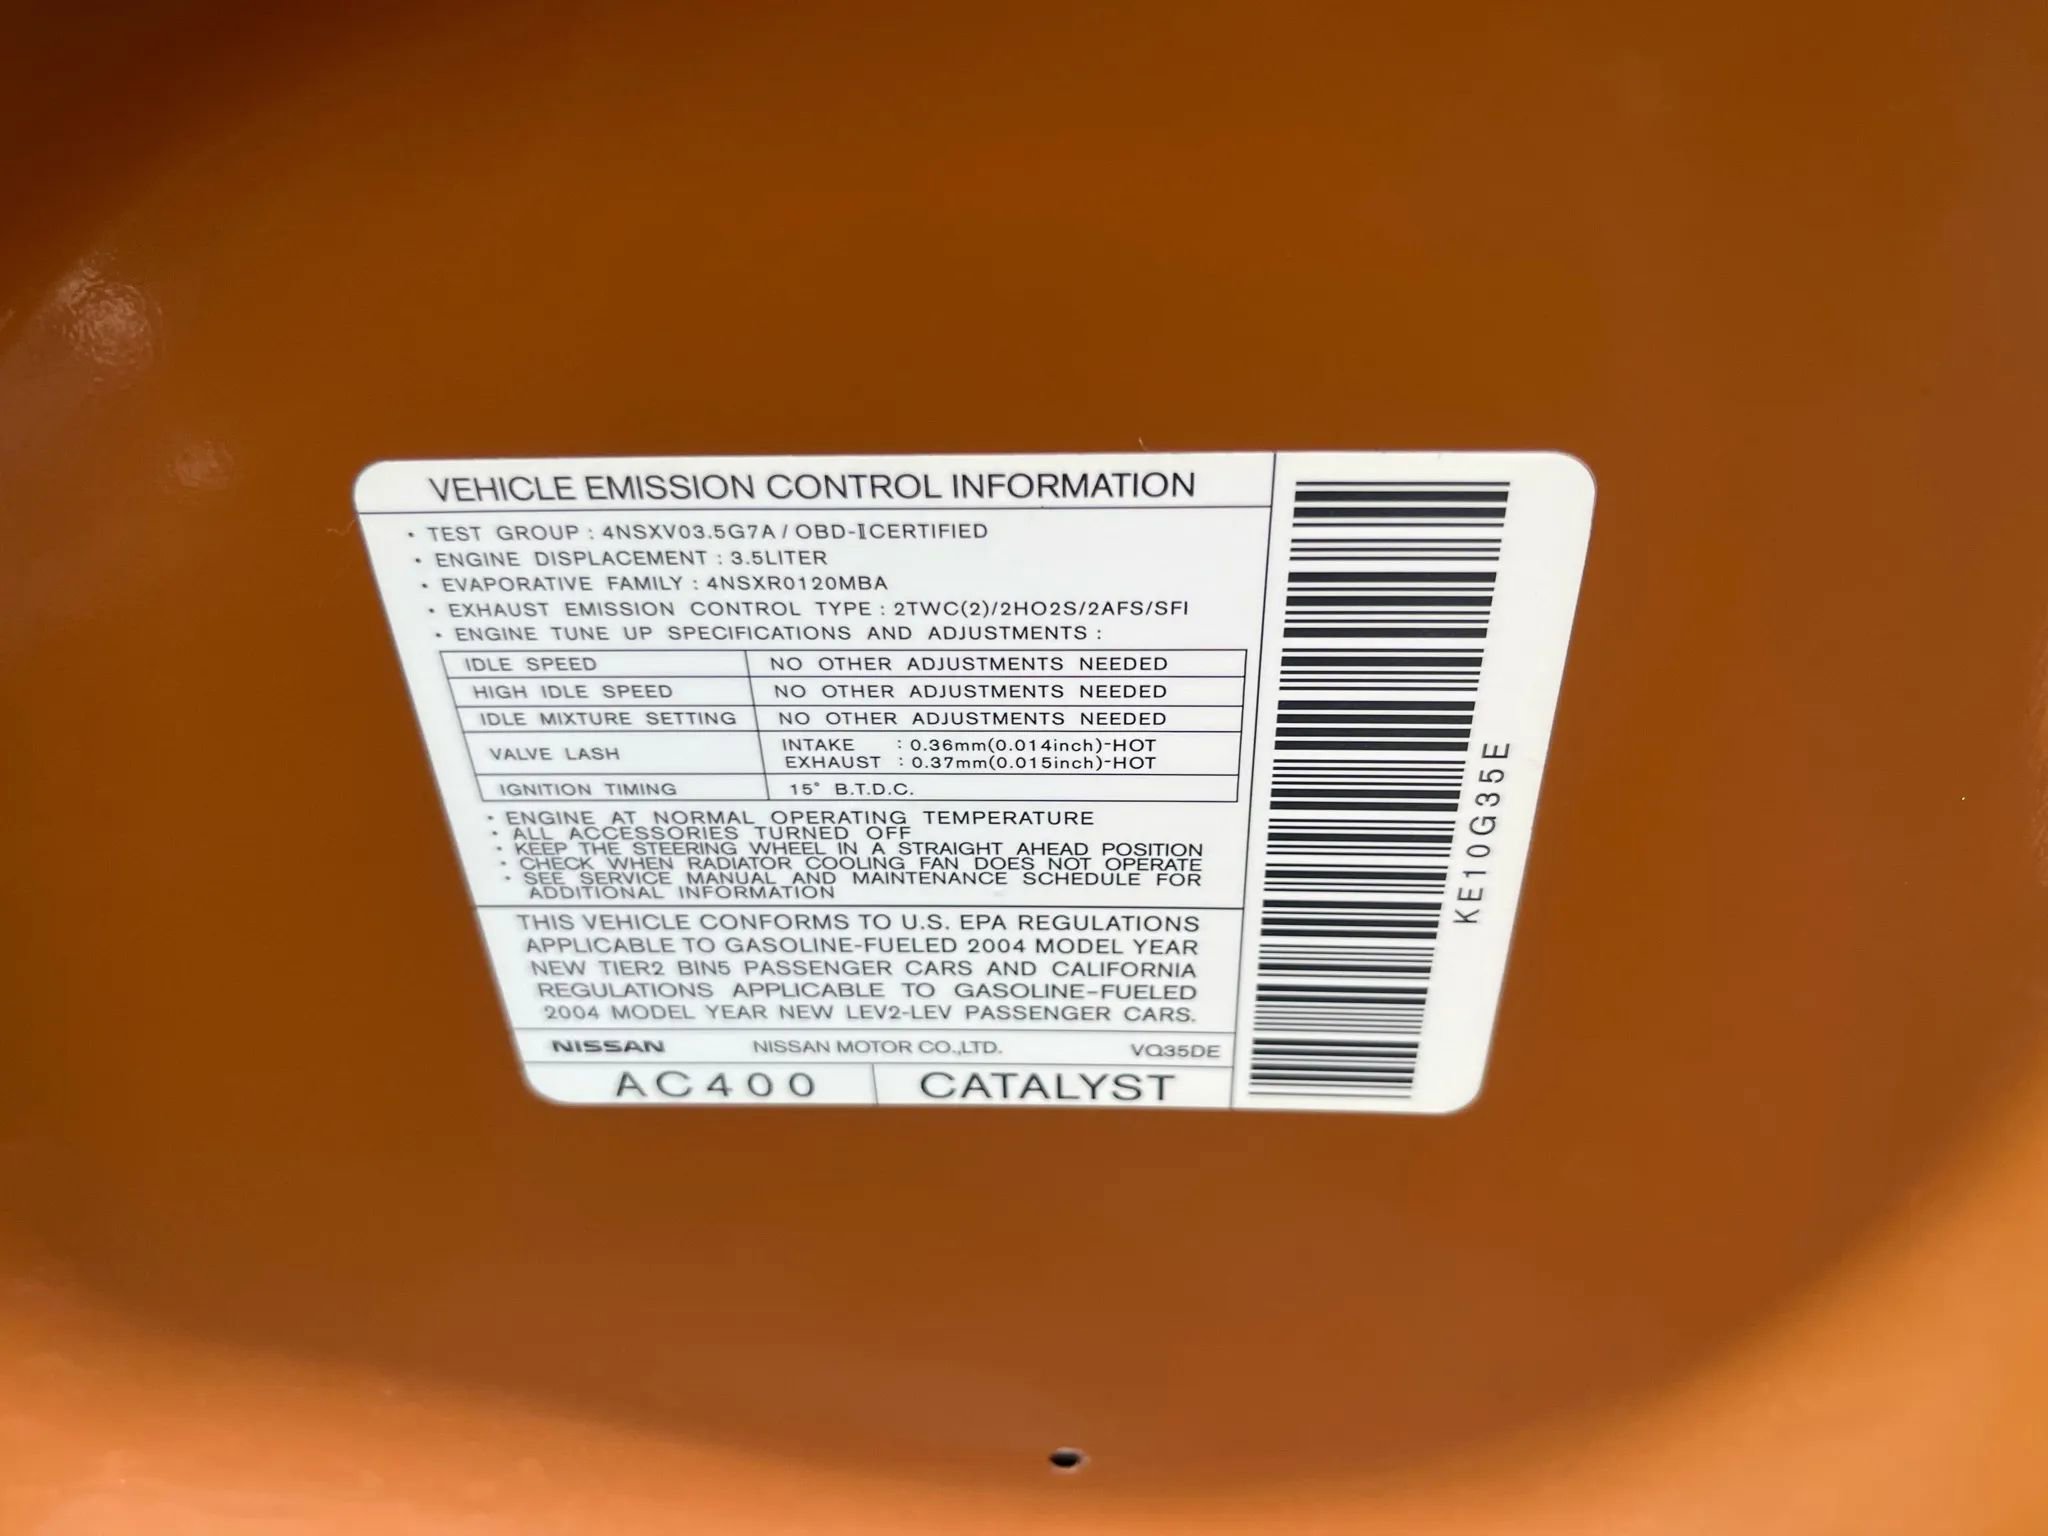 VEHICLE EMISSION CONTROL INFORMATION
• TEST GROUP : 4NSXV03.5G7A / OBD-ⅡCERTIFIED
• ENGINE DISPLACEMENT : 3.5LITER
• EVAPORATIVE FAMILY : 4NSXR0120MBA
• EXHAUST EMISSION CONTROL TYPE : 2TWC(2)/2HO2S/2AFS/SFI
• ENGINE TUNE UP SPECIFICATIONS AND ADJUSTMENTS :
IDLE SPEED NO OTHER ADJUSTMENTS NEEDED
HIGH IDLE SPEED NO OTHER ADJUSTMENTS NEEDED
IDLE MIXTURE SETTING NO OTHER ADJUSTMENTS NEEDED
VALVE LASH INTAKE : 0.36mm(0.014inch)-HOT
EXHAUST : 0.37mm(0.015inch)-HOT
IGNITION TIMING 15° B.T.D.C.
• ENGINE AT NORMAL OPERATING TEMPERATURE
• ALL ACCESSORIES TURNED OFF
• KEEP THE STEERING WHEEL IN A STRAIGHT AHEAD POSITION
• CHECK WHEN RADIATOR COOLING FAN DOES NOT OPERATE
• SEE SERVICE MANUAL AND MAINTENANCE SCHEDULE FOR
ADDITIONAL INFORMATION
THIS VEHICLE CONFORMS TO U.S. EPA REGULATIONS
APPLICABLE TO GASOLINE-FUELED 2004 MODEL YEAR
NEW TIER2 BIN5 PASSENGER CARS AND CALIFORNIA
REGULATIONS APPLICABLE TO GASOLINE-FUELED
2004 MODEL YEAR NEW LEV2-LEV PASSENGER CARS.
NISSAN NISSAN MOTOR CO.,LTD. VQ35DE
AC400 CATALYST
KE10G35E